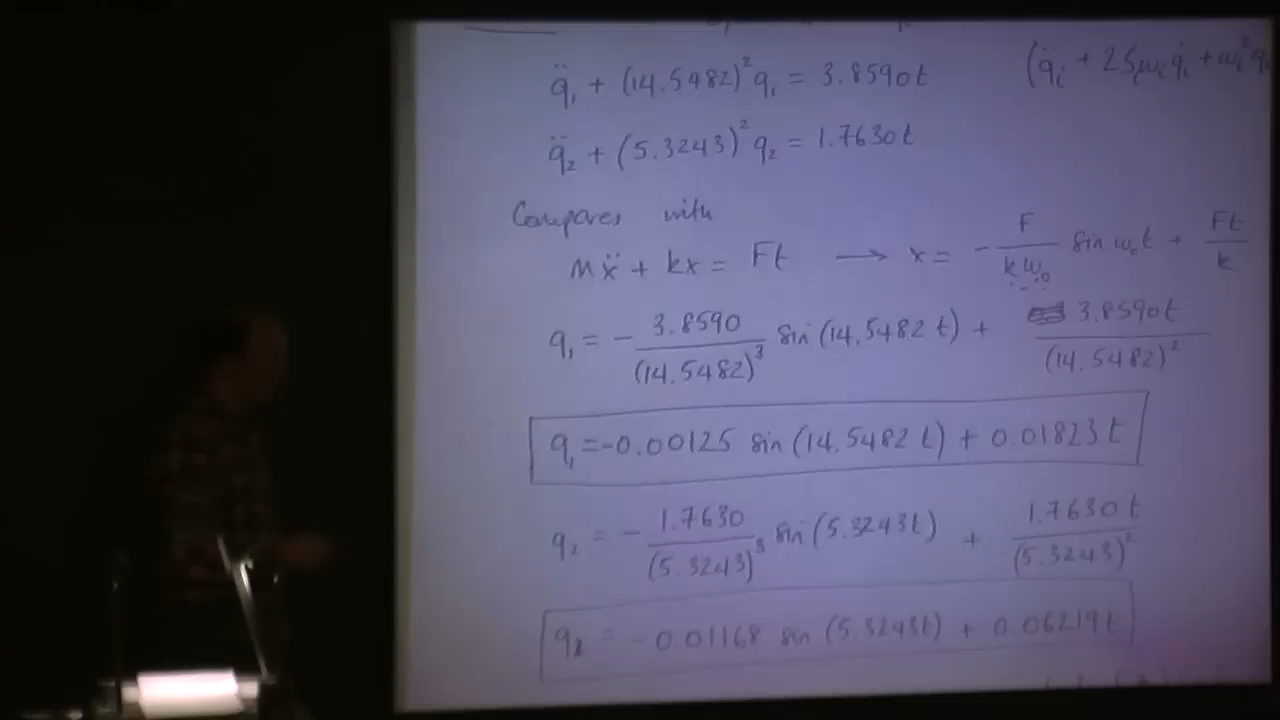 q̈₁ + (14.5482)² q₁ = 3.8590t (q̈ᵢ + 2ζᵢωᵢq̇ᵢ + ωᵢ²qᵢ
q̈₂ + (5.3243)² q₂ = 1.7630t
Compares with
mẍ + kx = Ft → x = -F/(kω₀) sin ω₀t + Ft/k
q₁ = -3.8590/(14.5482)³ sin(14.5482 t) + 3.8590t/(14.5482)²
q₁ = -0.00125 sin(14.5482 t) + 0.01823 t
q₂ = -1.7630/(5.3243)³ sin(5.3243t) + 1.7630 t/(5.3243)²
q₂ = -0.01168 sin(5.3243t) + 0.06219t